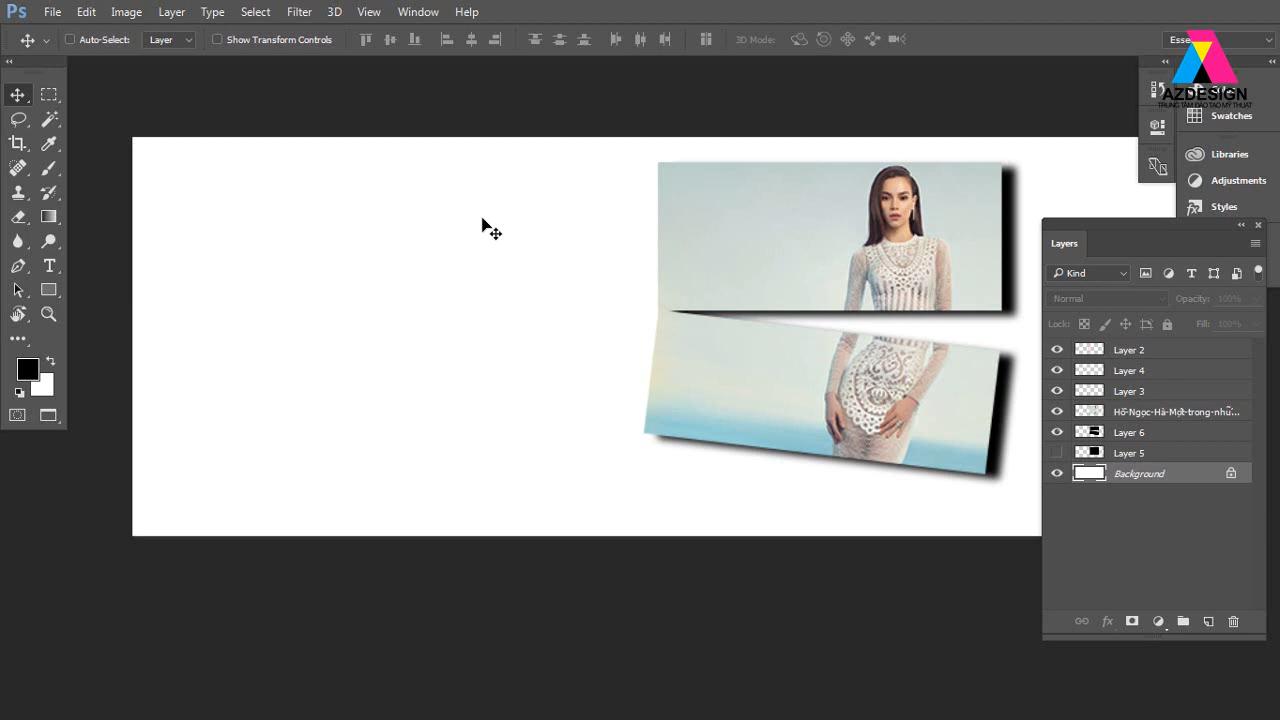 Ps File Edit Image Layer Type Select Filter 3D View Window Help
Auto-Select: Layer Show Transform Controls 3D Mode: Esse
AZDESIGN
TRUNG TÂM ĐÀO TẠO MỸ THUẬT
Swatches
Libraries
Adjustments
Styles
Layers
Kind
Normal Opacity: 100%
Lock: Fill: 100%
Layer 2
Layer 4
Layer 3
Hồ-Ngọc-Hà-Một-trong-nhữ...
Layer 6
Layer 5
Background